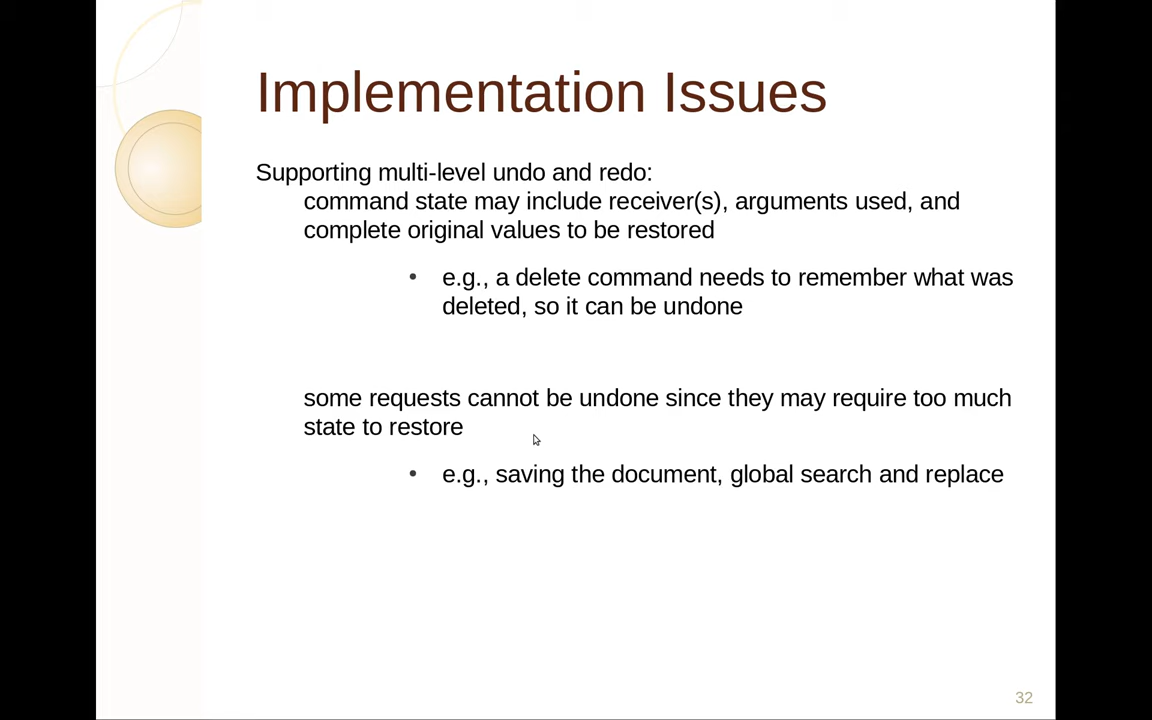 Implementation Issues
Supporting multi-level undo and redo:
command state may include receiver(s), arguments used, and
complete original values to be restored
• e.g., a delete command needs to remember what was
deleted, so it can be undone
some requests cannot be undone since they may require too much
state to restore
• e.g., saving the document, global search and replace
32